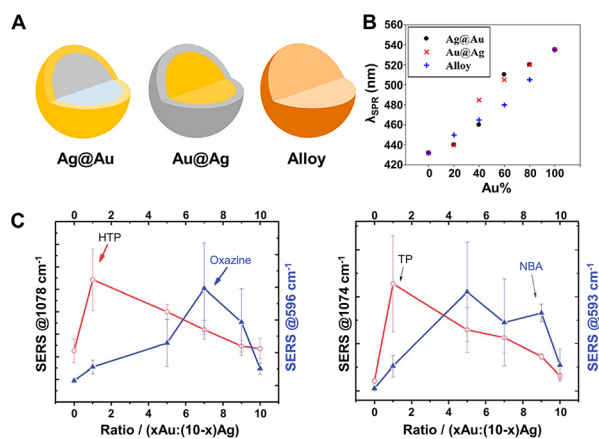 A
Ag@Au
Au@Ag
Alloy
B
λSPR (nm)
560
540
520
500
480
460
440
420
Ag@Au
Au@Ag
Alloy
0 20 40 60 80 100
Au%
C
0 2 4 6 8 10
HTP
Oxazine
SERS @1078 cm-1
SERS @596 cm-1
0 2 4 6 8 10
Ratio / (xAu:(10-x)Ag)
0 2 4 6 8 10
TP
NBA
SERS @1074 cm-1
SERS @593 cm-1
0 2 4 6 8 10
Ratio / (xAu:(10-x)Ag)